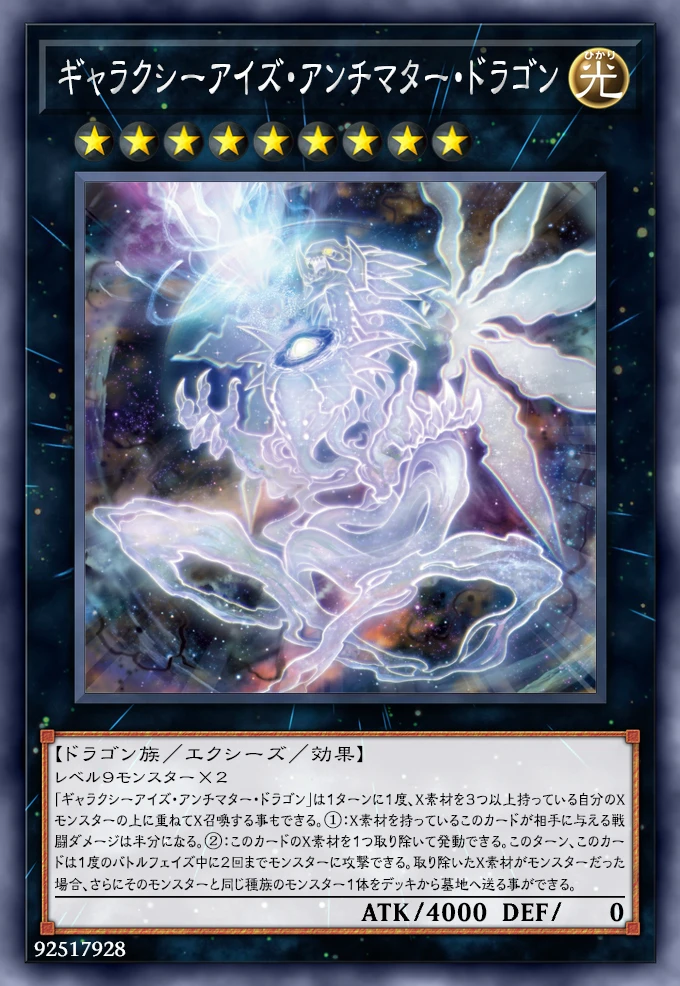 ギャラクシーアイズ・アンチマター・ドラゴン
ひかり
光
【ドラゴン族／エクシーズ／効果】
レベル9モンスター×2
「ギャラクシーアイズ・アンチマター・ドラゴン」は1ターンに1度、X素材を3つ以上持っている自分のX
モンスターの上に重ねてX召喚する事もできる。①：X素材を持っているこのカードが相手に与える戦
闘ダメージは半分になる。②：このカードのX素材を1つ取り除いて発動できる。このターン、このカー
ドは1度のバトルフェイズ中に2回までモンスターに攻撃できる。取り除いたX素材がモンスターだった
場合、さらにそのモンスターと同じ種族のモンスター1体をデッキから墓地へ送る事ができる。
ATK/4000 DEF/ 0
92517928